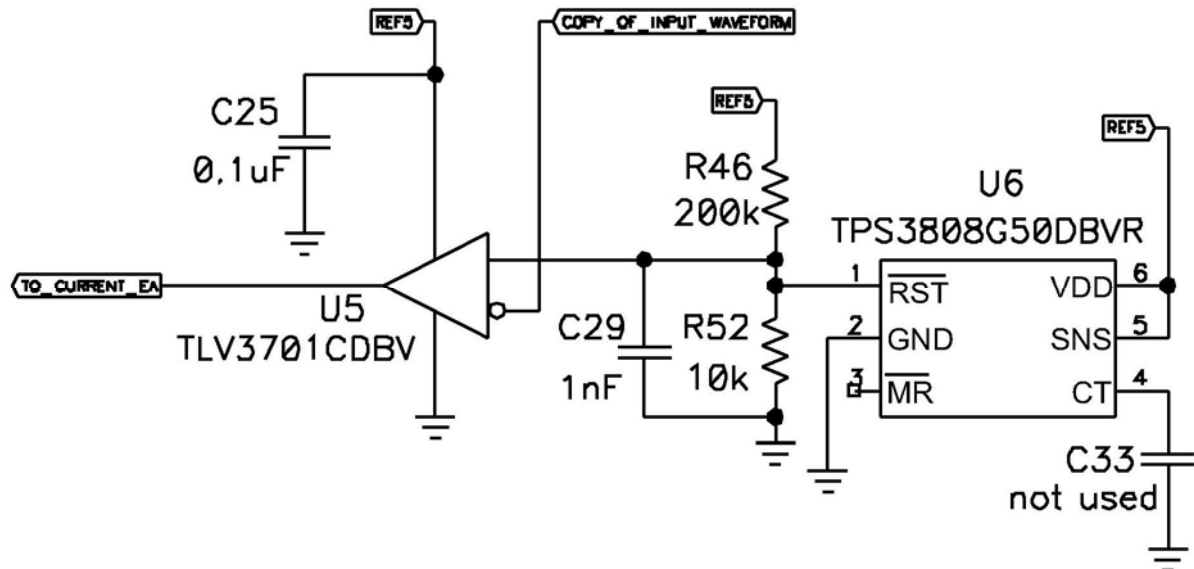 REF5
COPY_OF_INPUT_WAVEFORM
C25
0,1uF
REF5
REF5
R46
200k
U6
TPS3808G50DBVR
TO_CURRENT_EA
U5
TLV3701CDBV
C29
1nF
R52
10k
1
RST
VDD
6
2
GND
SNS
5
3
MR
CT
4
C33
not used